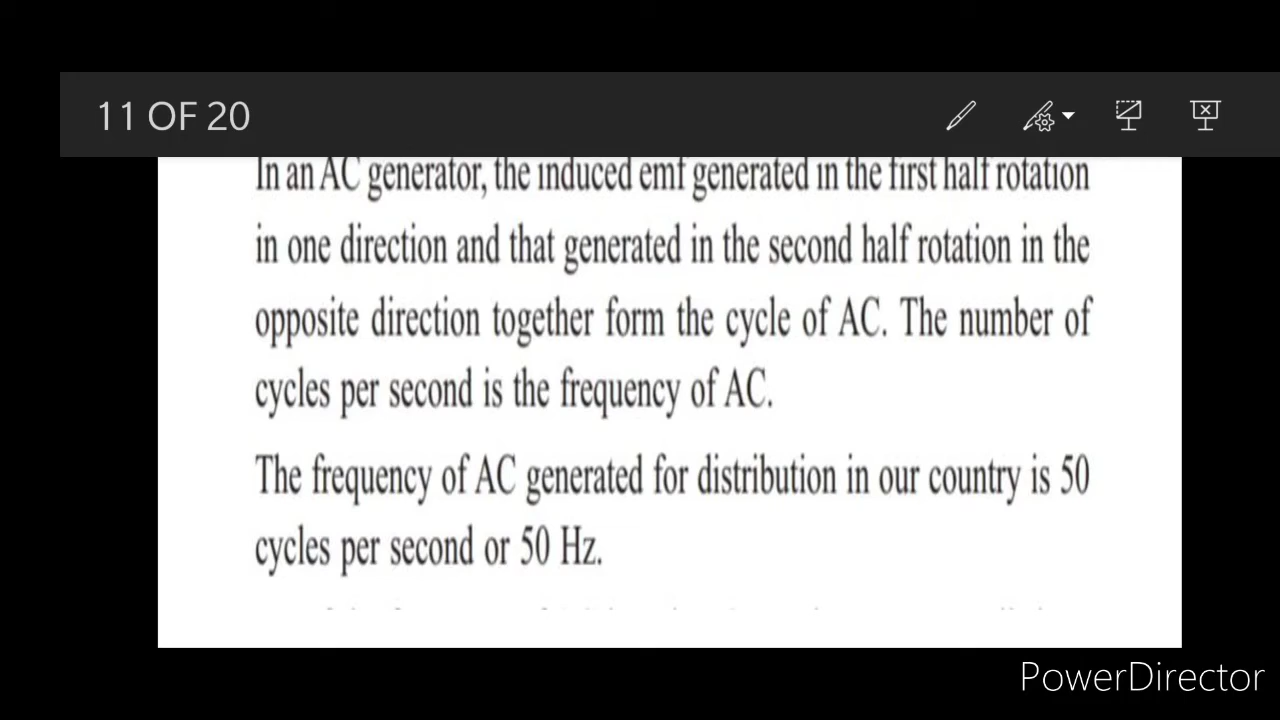 11 OF 20
In an AC generator, the induced emf generated in the first half rotation
in one direction and that generated in the second half rotation in the
opposite direction together form the cycle of AC. The number of
cycles per second is the frequency of AC.
The frequency of AC generated for distribution in our country is 50
cycles per second or 50 Hz.
PowerDirector